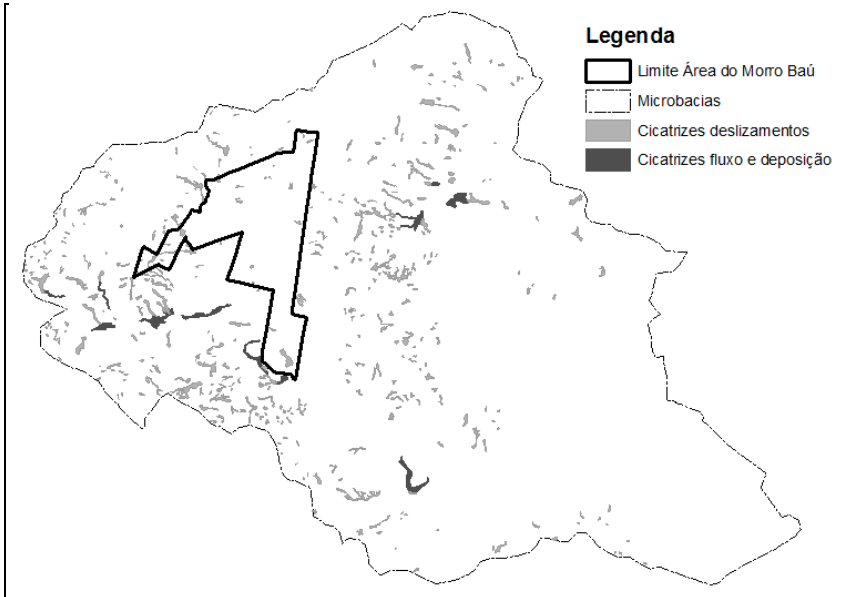 Legenda
Limite Área do Morro Baú
Microbacias
Cicatrizes deslizamentos
Cicatrizes fluxo e deposição